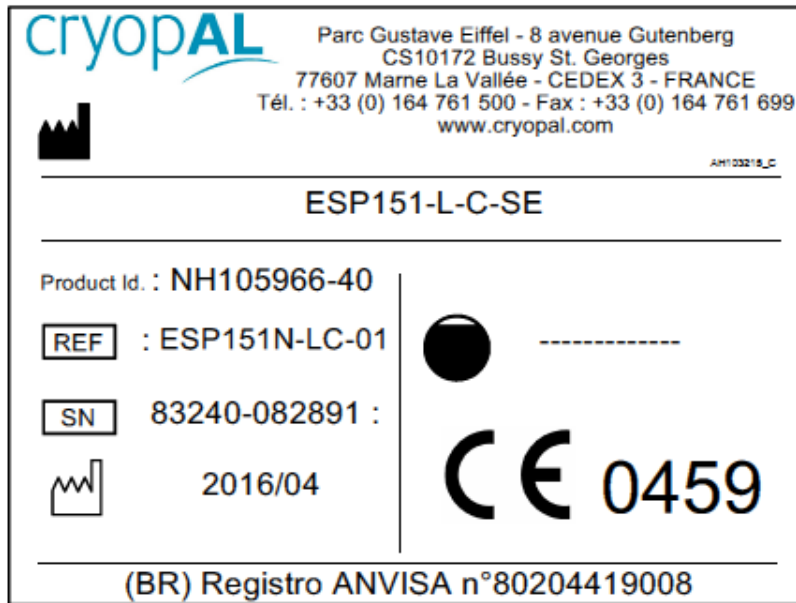 cryopAL
Parc Gustave Eiffel - 8 avenue Gutenberg
CS10172 Bussy St. Georges
77607 Marne La Vallée - CEDEX 3 - FRANCE
Tél. : +33 (0) 164 761 500 - Fax : +33 (0) 164 761 699
www.cryopal.com
AH103215_C
ESP151-L-C-SE
Product Id. : NH105966-40
REF : ESP151N-LC-01
SN 83240-082891 :
2016/04
-------------
CE 0459
(BR) Registro ANVISA n°80204419008